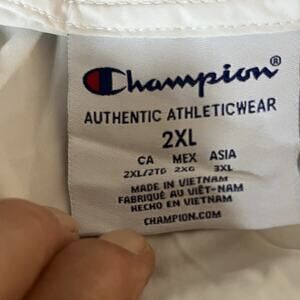 Champion®
AUTHENTIC ATHLETICWEAR
2XL
CA MEX ASIA
2XL/2TG 2XG 3XL
MADE IN VIETNAM
FABRIQUÉ AU VIÊT-NAM
HECHO EN VIETNAM
CHAMPION.COM